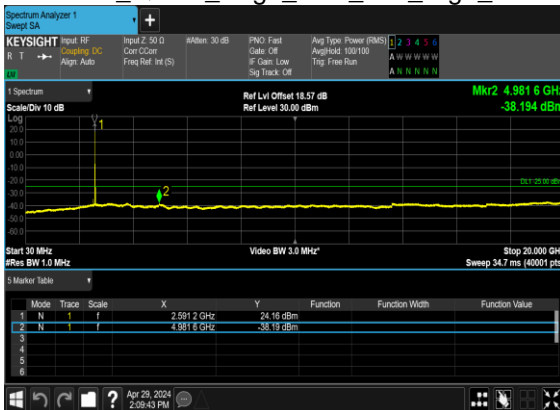 Spectrum Analyzer 1
Swept SA
+
KEYSIGHT Input: RF Input Z: 50 Ω #Atten: 30 dB PNO: Fast Avg Type: Power (RMS) 1 2 3 4 5 6
R T Coupling: DC Corr CCorr Gate: Off Avg|Hold: 100/100 A W W W W W
Align: Auto Freq Ref: Int (S) IF Gain: Low Trig: Free Run
Sig Track: Off A N N N N N
1 Spectrum Ref Lvl Offset 18.57 dB Mkr2 4.981 6 GHz
Scale/Div 10 dB Ref Level 30.00 dBm -38.194 dBm
Log
1
20.0
10.0
0.00
-10.0
-20.0
DL1 -25.00 dBm
-30.0
2
-40.0
-50.0
-60.0
Start 30 MHz Video BW 3.0 MHz* Stop 20.000 GHz
#Res BW 1.0 MHz Sweep 34.7 ms (40001 pts)
5 Marker Table
Mode Trace Scale X Y Function Function Width Function Value
1 N 1 f 2.591 2 GHz 24.16 dBm
2 N 1 f 4.981 6 GHz -38.19 dBm
3
4
5
6
? Apr 29, 2024
2:09:43 PM